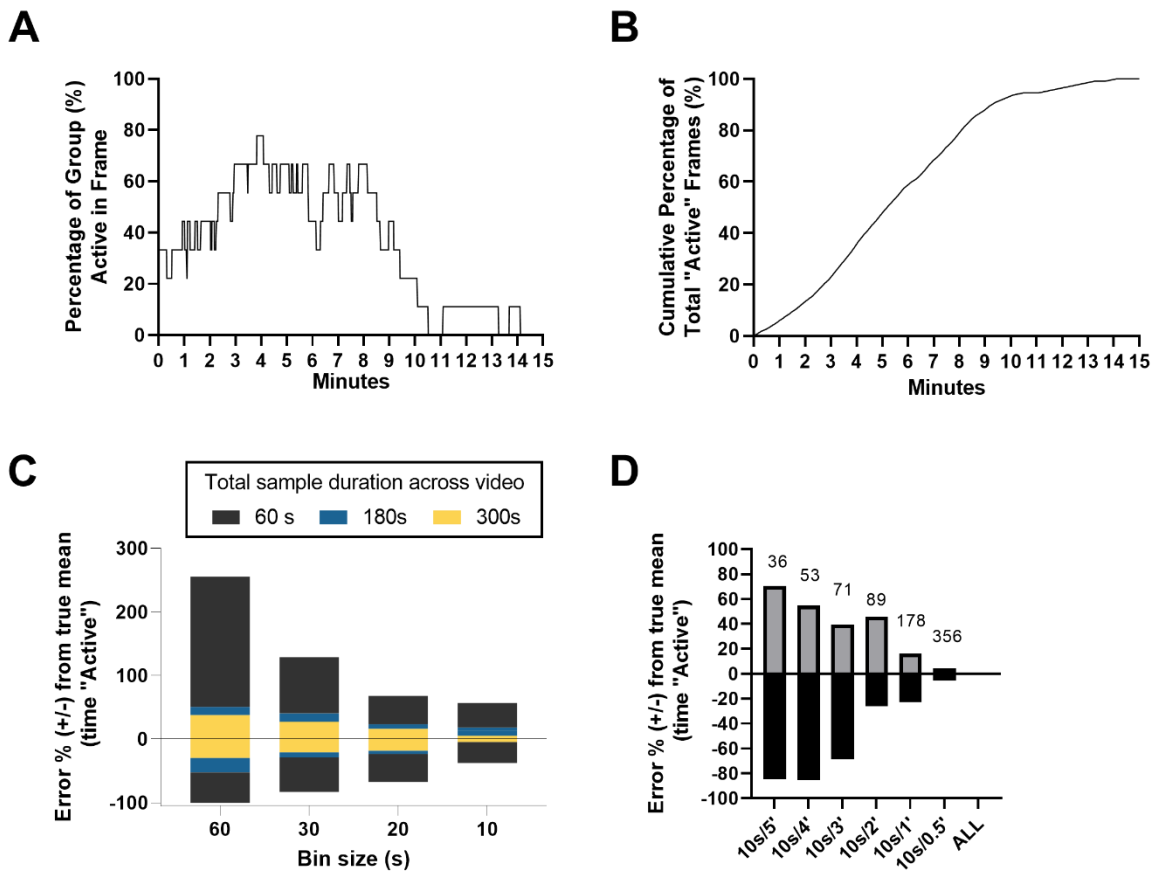 A
Percentage of Group (%)
Active in Frame
100
80
60
40
20
0
0 1 2 3 4 5 6 7 8 9 10 11 12 13 14 15
Minutes
B
Cumulative Percentage of
Total "Active" Frames (%)
100
80
60
40
20
0
0 1 2 3 4 5 6 7 8 9 10 11 12 13 14 15
Minutes
C
Total sample duration across video
60 s 180s 300s
Error % (+/-) from true mean
(time "Active")
300
200
100
0
-100
60 30 20 10
Bin size (s)
D
Error % (+/-) from true mean
(time "Active")
100
80
60
40
20
0
-20
-40
-60
-80
-100
36 53 71 89 178 356
10s/5' 10s/4' 10s/3' 10s/2' 10s/1' 10s/0.5' ALL